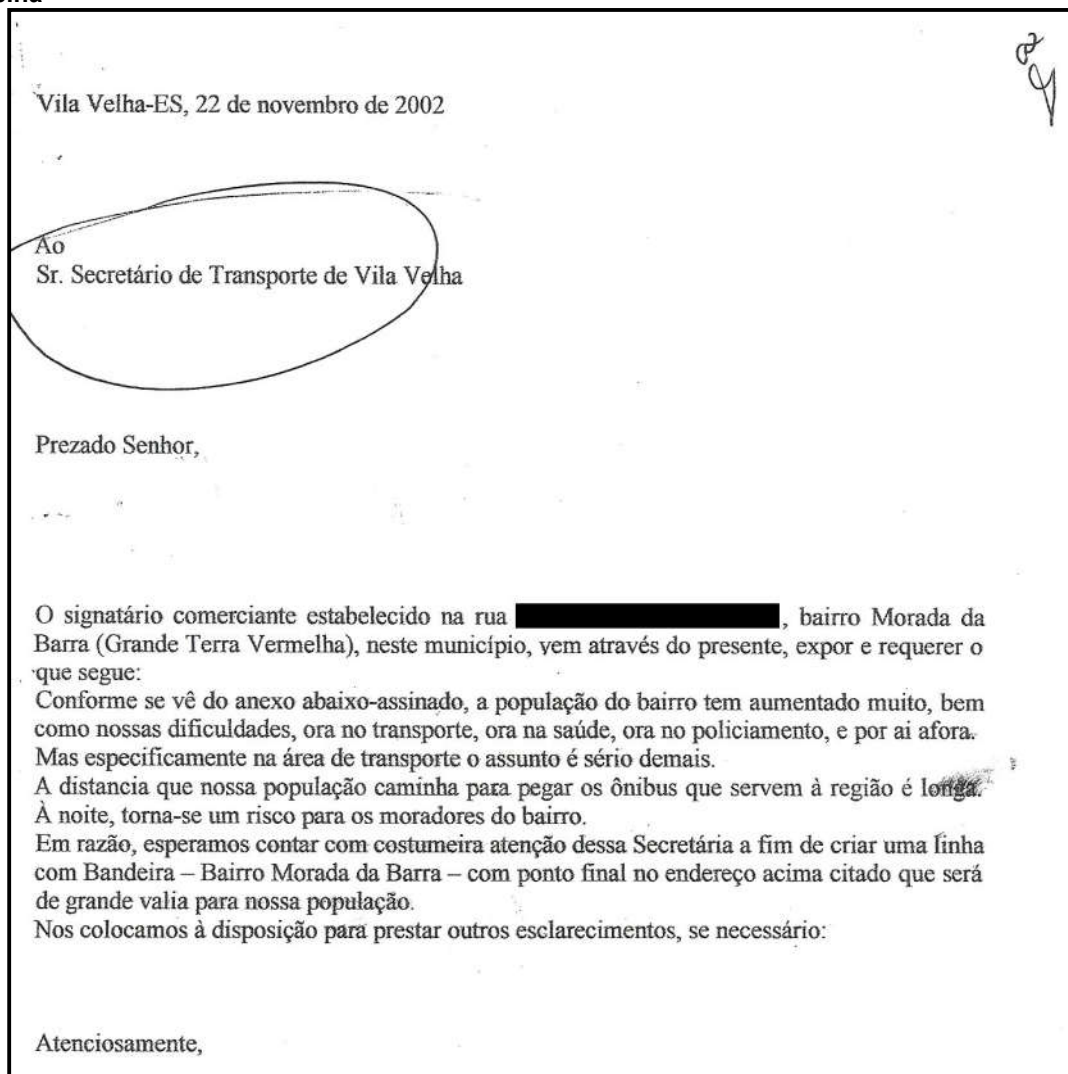 Vila Velha-ES, 22 de novembro de 2002
Ao
Sr. Secretário de Transporte de Vila Velha
Prezado Senhor,
O signatário comerciante estabelecido na rua , bairro Morada da
Barra (Grande Terra Vermelha), neste município, vem através do presente, expor e requerer o
que segue:
Conforme se vê do anexo abaixo-assinado, a população do bairro tem aumentado muito, bem
como nossas dificuldades, ora no transporte, ora na saúde, ora no policiamento, e por ai afora.
Mas especificamente na área de transporte o assunto é sério demais.
A distancia que nossa população caminha para pegar os ônibus que servem à região é longa.
À noite, torna-se um risco para os moradores do bairro.
Em razão, esperamos contar com costumeira atenção dessa Secretária a fim de criar uma linha
com Bandeira – Bairro Morada da Barra – com ponto final no endereço acima citado que será
de grande valia para nossa população.
Nos colocamos à disposição para prestar outros esclarecimentos, se necessário:
Atenciosamente,